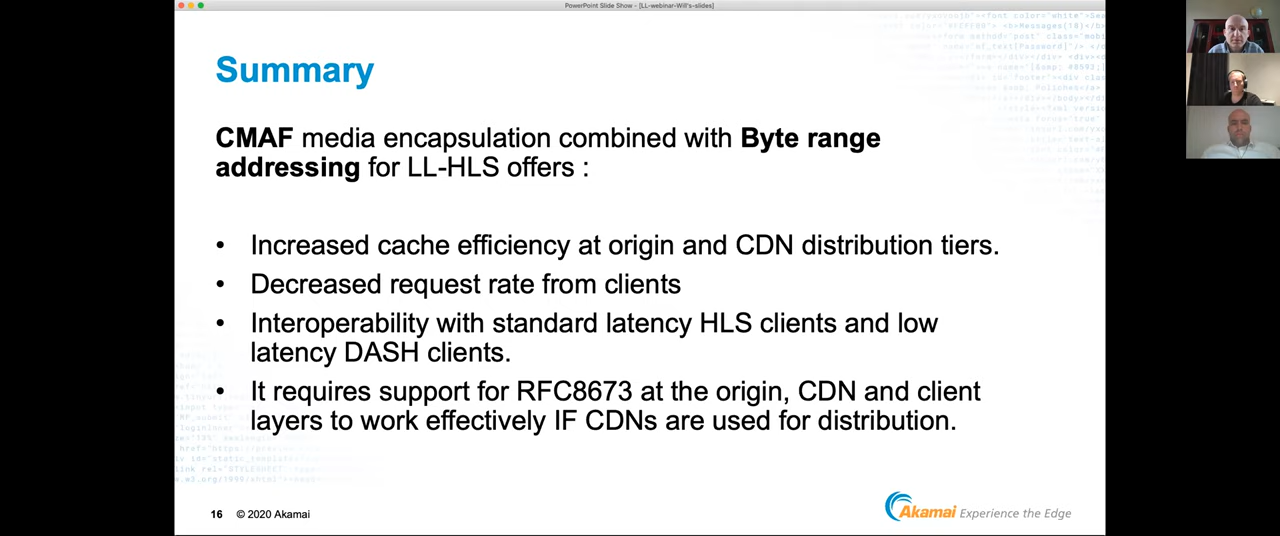 PowerPoint Slide Show - [LL-webinar-Will's-slides]
Summary
CMAF media encapsulation combined with Byte range
addressing for LL-HLS offers :
• Increased cache efficiency at origin and CDN distribution tiers.
• Decreased request rate from clients
• Interoperability with standard latency HLS clients and low
latency DASH clients.
• It requires support for RFC8673 at the origin, CDN and client
layers to work effectively IF CDNs are used for distribution.
16 © 2020 Akamai
Akamai Experience the Edge